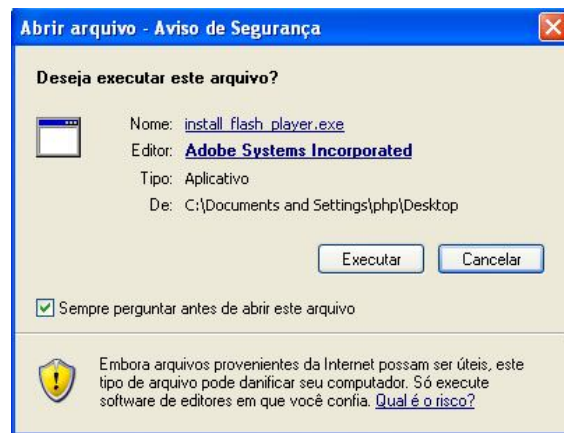 Abrir arquivo - Aviso de Segurança
Deseja executar este arquivo?
Nome: install_flash_player.exe
Editor: Adobe Systems Incorporated
Tipo: Aplicativo
De: C:\Documents and Settings\php\Desktop
Executar Cancelar
Sempre perguntar antes de abrir este arquivo
Embora arquivos provenientes da Internet possam ser úteis, este
tipo de arquivo pode danificar seu computador. Só execute
software de editores em que você confia. Qual é o risco?